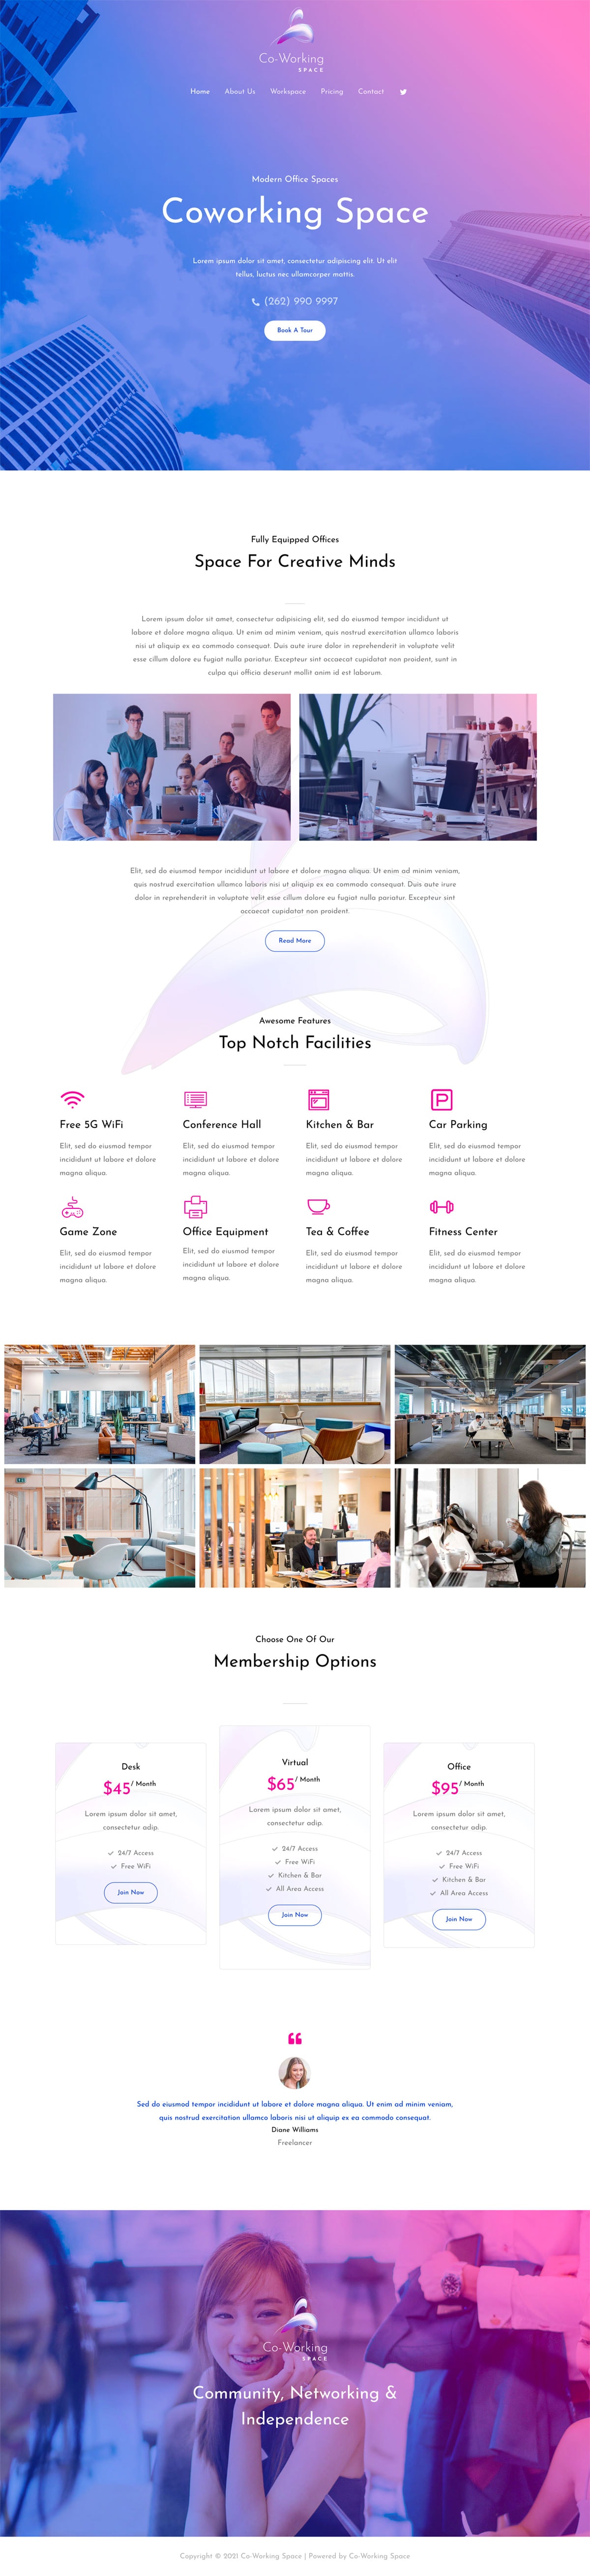 Co-Working
SPACE
Home About Us Workspace Pricing Contact
Modern Office Spaces
Coworking Space
Lorem ipsum dolor sit amet, consectetur adipiscing elit. Ut elit
tellus, luctus nec ullamcorper mattis.
(262) 990 9997
Book A Tour
Fully Equipped Offices
Space For Creative Minds
Lorem ipsum dolor sit amet, consectetur adipisicing elit, sed do eiusmod tempor incididunt ut
labore et dolore magna aliqua. Ut enim ad minim veniam, quis nostrud exercitation ullamco laboris
nisi ut aliquip ex ea commodo consequat. Duis aute irure dolor in reprehenderit in voluptate velit
esse cillum dolore eu fugiat nulla pariatur. Excepteur sint occaecat cupidatat non proident, sunt in
culpa qui officia deserunt mollit anim id est laborum.
Elit, sed do eiusmod tempor incididunt ut labore et dolore magna aliqua. Ut enim ad minim veniam,
quis nostrud exercitation ullamco laboris nisi ut aliquip ex ea commodo consequat. Duis aute irure
dolor in reprehenderit in voluptate velit esse cillum dolore eu fugiat nulla pariatur. Excepteur sint
occaecat cupidatat non proident.
Read More
Awesome Features
Top Notch Facilities
Free 5G WiFi
Elit, sed do eiusmod tempor
incididunt ut labore et dolore
magna aliqua.
Conference Hall
Elit, sed do eiusmod tempor
incididunt ut labore et dolore
magna aliqua.
Kitchen & Bar
Elit, sed do eiusmod tempor
incididunt ut labore et dolore
magna aliqua.
Car Parking
Elit, sed do eiusmod tempor
incididunt ut labore et dolore
magna aliqua.
Game Zone
Elit, sed do eiusmod tempor
incididunt ut labore et dolore
magna aliqua.
Office Equipment
Elit, sed do eiusmod tempor
incididunt ut labore et dolore
magna aliqua.
Tea & Coffee
Elit, sed do eiusmod tempor
incididunt ut labore et dolore
magna aliqua.
Fitness Center
Elit, sed do eiusmod tempor
incididunt ut labore et dolore
magna aliqua.
Choose One Of Our
Membership Options
Desk
$45 / Month
Lorem ipsum dolor sit amet,
consectetur adip.
24/7 Access
Free WiFi
Join Now
Virtual
$65 / Month
Lorem ipsum dolor sit amet,
consectetur adip.
24/7 Access
Free WiFi
Kitchen & Bar
All Area Access
Join Now
Office
$95 / Month
Lorem ipsum dolor sit amet,
consectetur adip.
24/7 Access
Free WiFi
Kitchen & Bar
All Area Access
Join Now
Sed do eiusmod tempor incididunt ut labore et dolore magna aliqua. Ut enim ad minim veniam,
quis nostrud exercitation ullamco laboris nisi ut aliquip ex ea commodo consequat.
Diane Williams
Freelancer
Co-Working
SPACE
Community, Networking &
Independence
Copyright © 2021 Co-Working Space | Powered by Co-Working Space